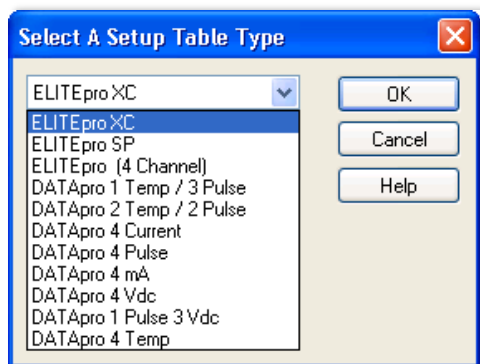 Select A Setup Table Type
ELITEpro XC
OK
ELITEpro XC
ELITEpro SP
Cancel
ELITEpro (4 Channel)
DATApro 1 Temp / 3 Pulse
Help
DATApro 2 Temp / 2 Pulse
DATApro 4 Current
DATApro 4 Pulse
DATApro 4 mA
DATApro 4 Vdc
DATApro 1 Pulse 3 Vdc
DATApro 4 Temp